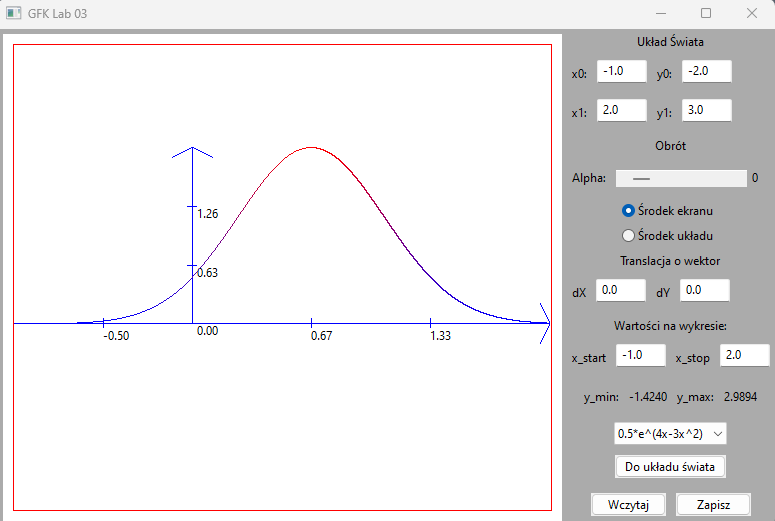 GFK Lab 03
Układ Świata
x0: -1.0 y0: -2.0
x1: 2.0 y1: 3.0
Obrót
Alpha: 0
Środek ekranu
Środek układu
Translacja o wektor
dX 0.0 dY 0.0
Wartości na wykresie:
x_start -1.0 x_stop 2.0
y_min: -1.4240 y_max: 2.9894
0.5*e^(4x-3x^2)
Do układu świata
Wczytaj Zapisz
1.26
0.63
0.00
-0.50 0.67 1.33